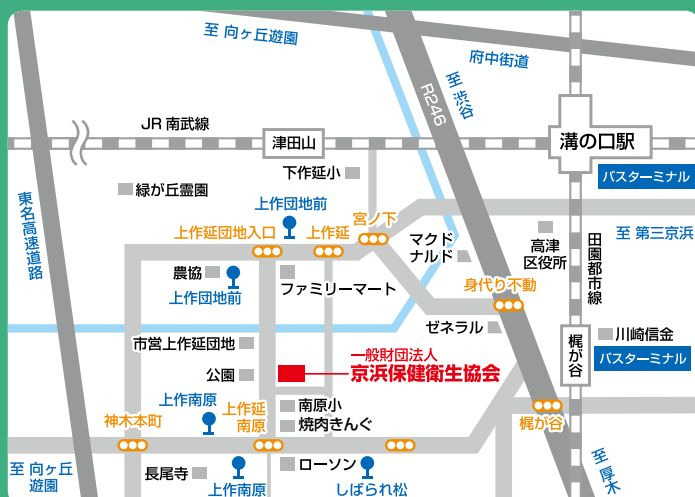 至 向ヶ丘遊園
府中街道
至 渋谷
R246
JR 南武線
津田山
溝の口駅
バスターミナル
下作延小
緑が丘霊園
東名高速道路
上作団地前
宮ノ下
上作延団地入口
上作延
マクド
ナルド
高津
区役所
至 第三京浜
田園都市線
農協
上作団地前
ファミリーマート
身代り不動
ゼネラル
市営上作延団地
川崎信金
梶が谷
バスターミナル
一般財団法人
京浜保健衛生協会
公園
上作南原
上作延
南原
南原小
焼肉きんぐ
神木本町
梶が谷
至 向ヶ丘
遊園
長尾寺
上作南原
ローソン
しばられ松
至 厚木